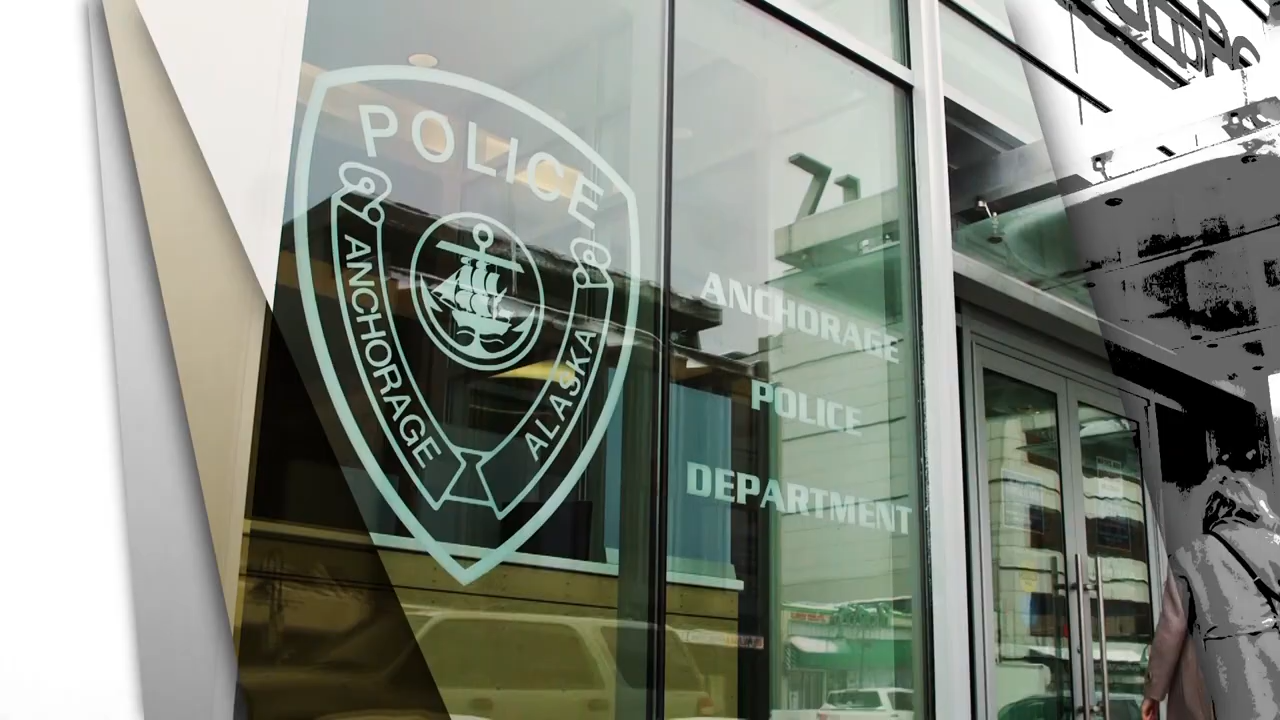 POLICE
ANCHORAGE
ALASKA
ANCHORAGE
POLICE
DEPARTMENT